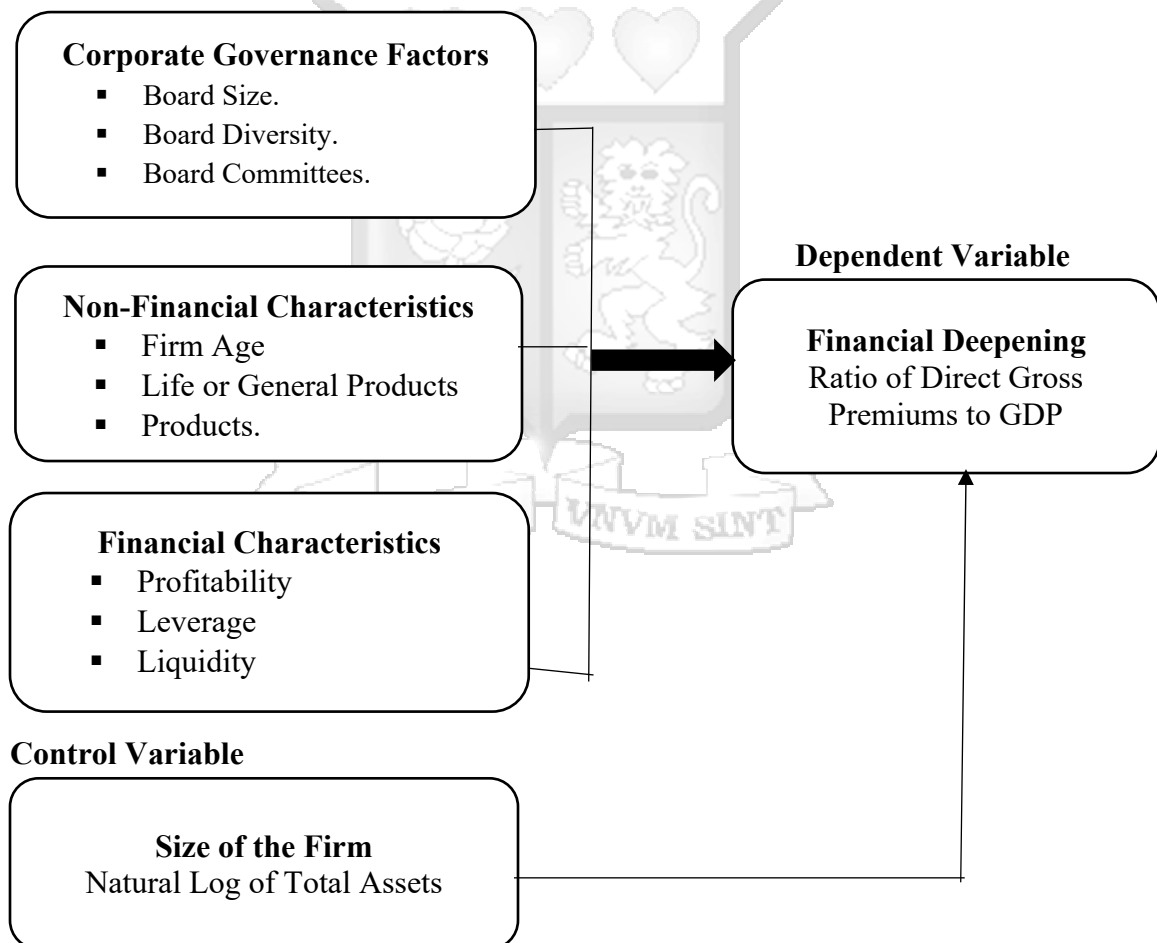 Corporate Governance Factors
▪ Board Size.
▪ Board Diversity.
▪ Board Committees.
Non-Financial Characteristics
▪ Firm Age
▪ Life or General Products
▪ Products.
Dependent Variable
Financial Deepening
Ratio of Direct Gross
Premiums to GDP
VNVM SINT
Financial Characteristics
▪ Profitability
▪ Leverage
▪ Liquidity
Control Variable
Size of the Firm
Natural Log of Total Assets